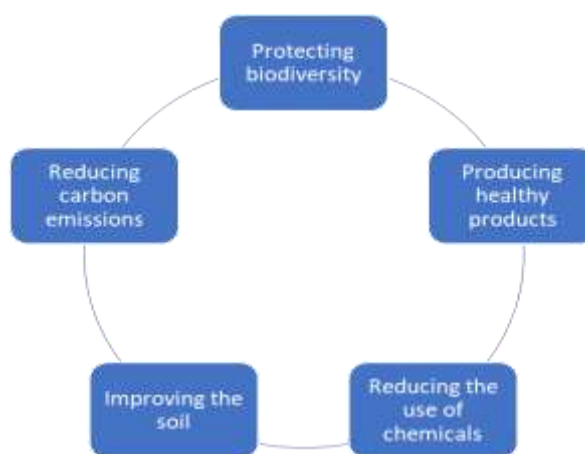 Protecting
biodiversity
Producing
healthy
products
Reducing the
use of
chemicals
Improving the
soil
Reducing
carbon
emissions